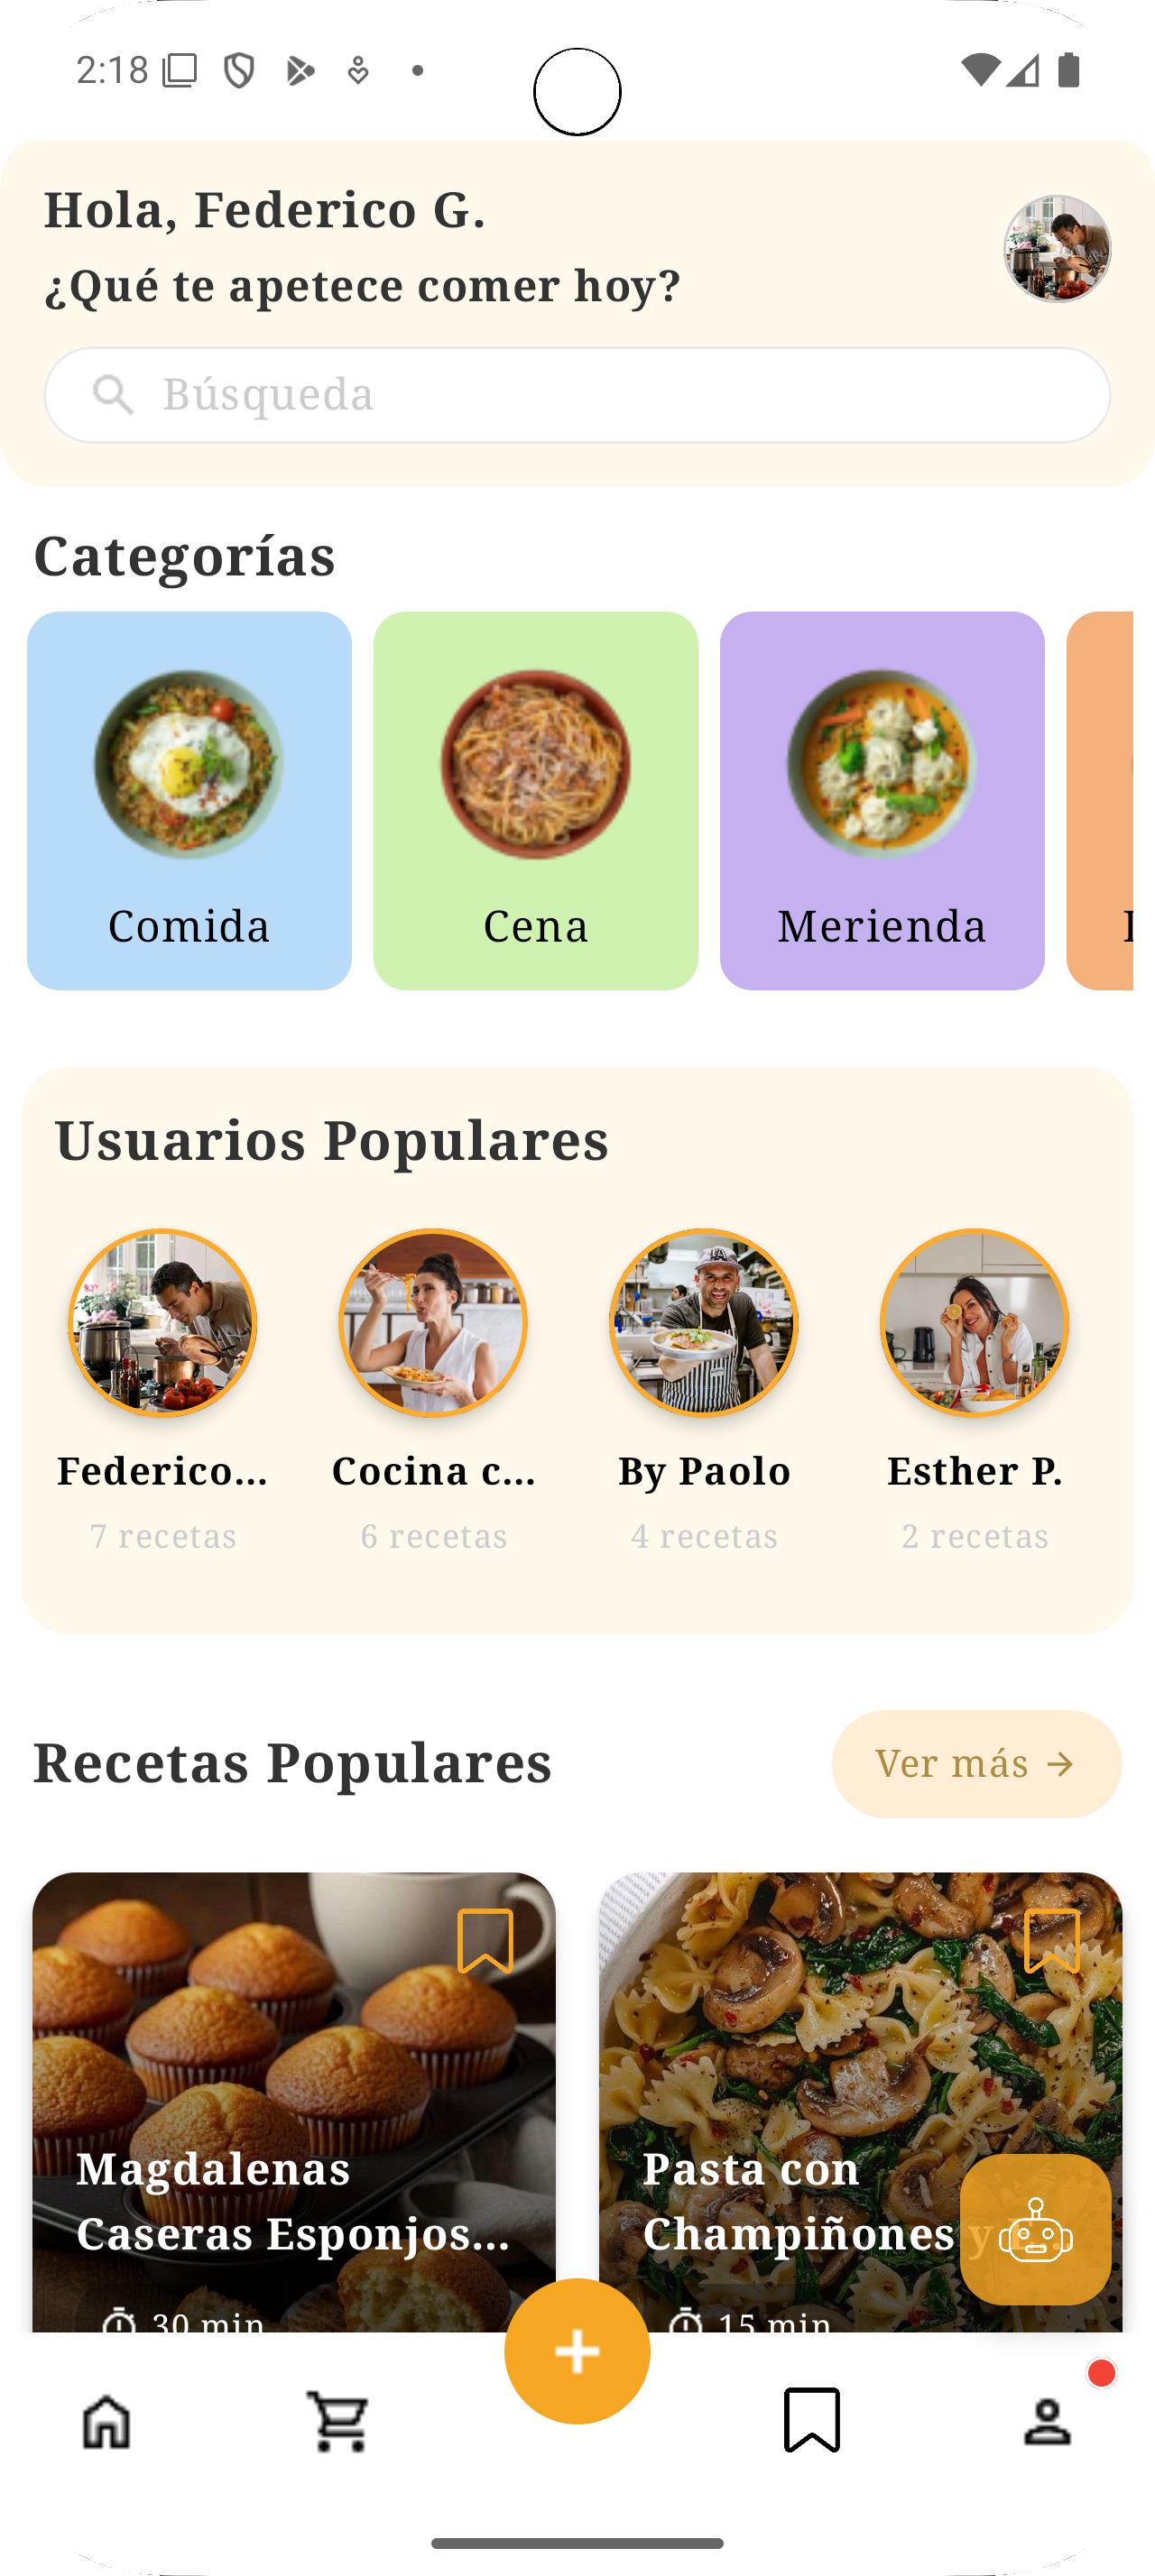 2:18
Hola, Federico G.
¿Qué te apetece comer hoy?
Búsqueda
Categorías
Comida
Cena
Merienda
Usuarios Populares
Federico...
Cocina c...
By Paolo
Esther P.
7 recetas
6 recetas
4 recetas
2 recetas
Recetas Populares
Ver más →
Magdalenas
Caseras Esponjos...
30 min
Pasta con
Champiñones y
15 min